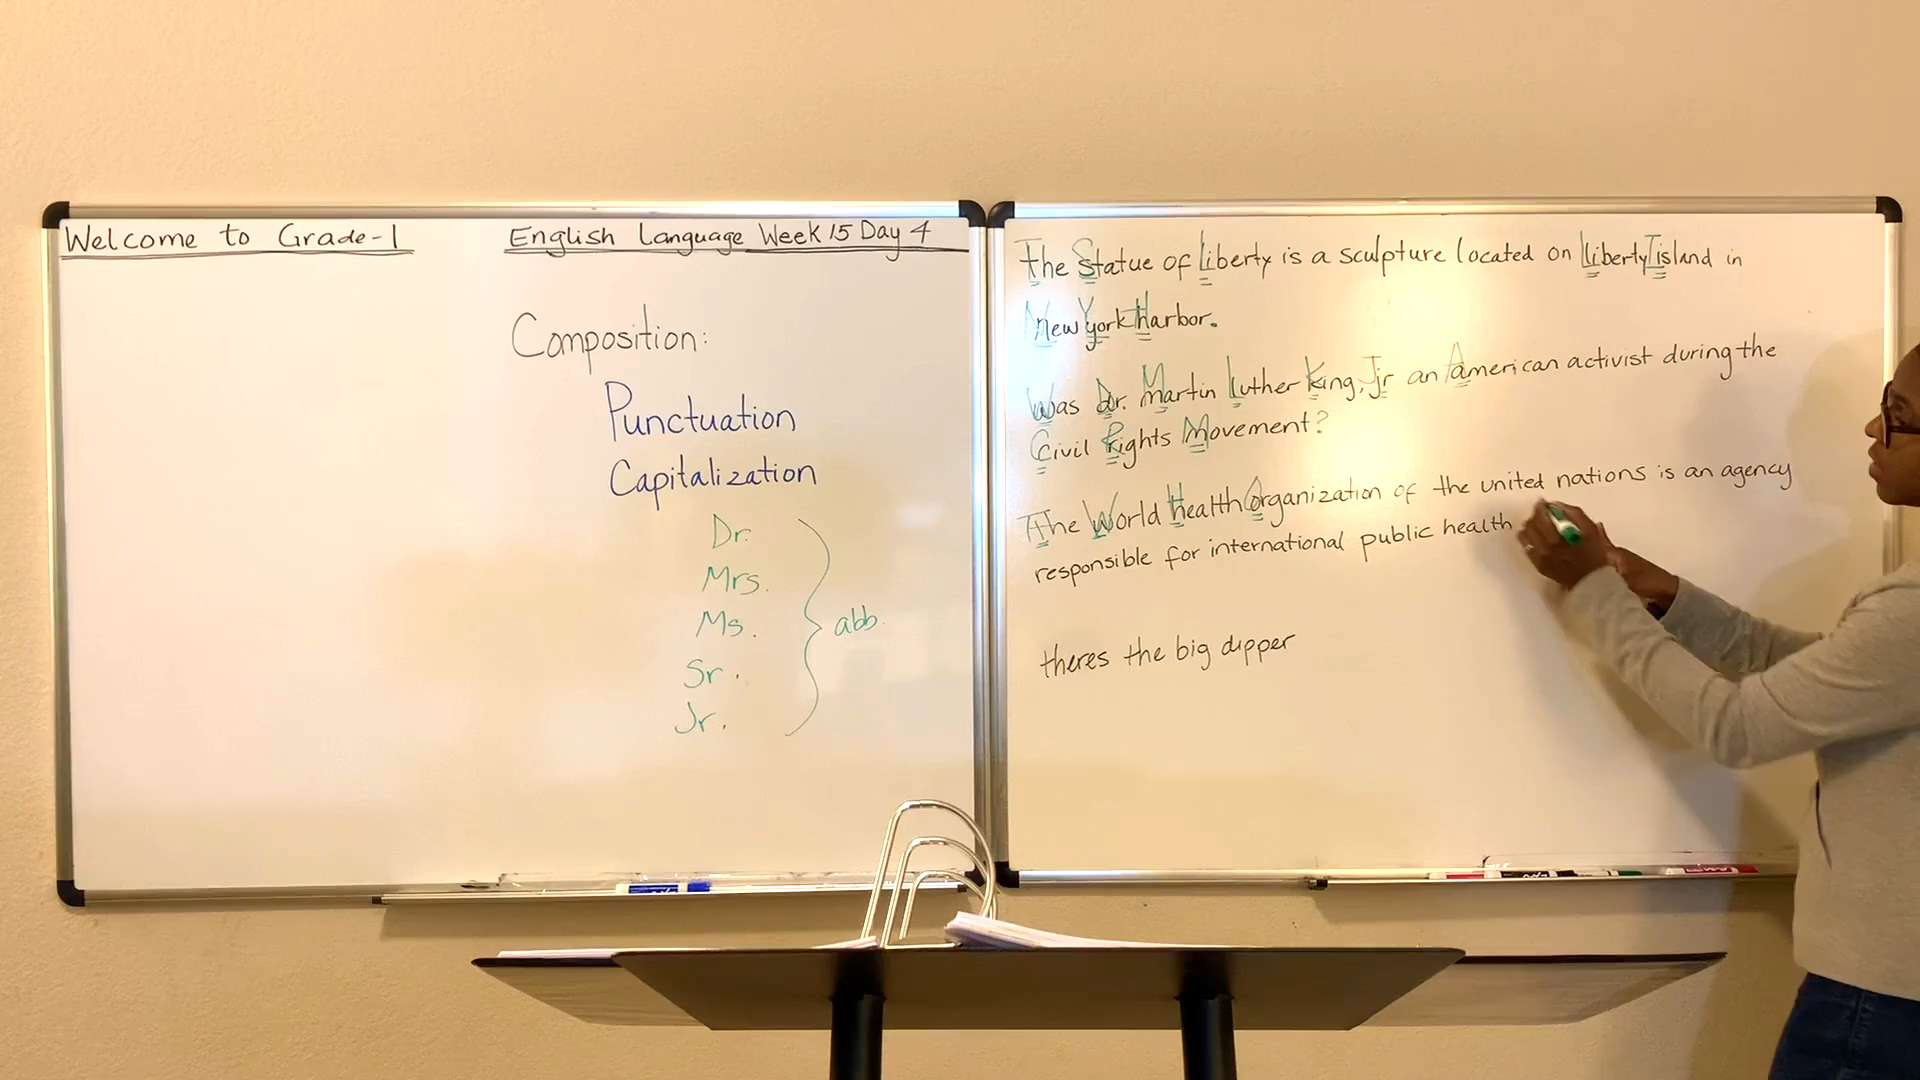 Welcome to Grade-1
English Language Week 15 Day 4
Composition:
Punctuation
Capitalization
Dr.
Mrs.
Ms.
Sr.
Jr.
abb.
The Statue of Liberty is a sculpture located on Liberty Island in
New York Harbor.
Was Dr. Martin Luther King, Jr an American activist during the
Civil Rights Movement?
The World Health Organization of the united nations is an agency
responsible for international public health
theres the big dipper